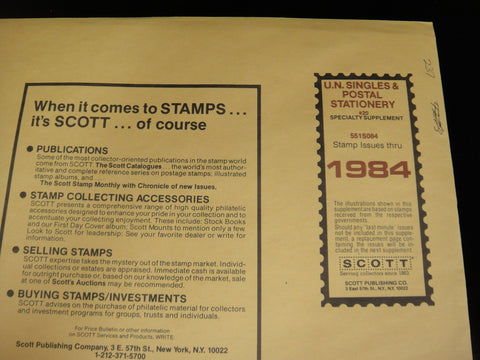 When it comes to STAMPS ...
it's SCOTT ... of course
● PUBLICATIONS
Some of the most collector-oriented publications in the stamp world
come from SCOTT. The Scott Catalogues ... the world's most author-
itative and complete reference series on postage stamps; illustrated
stamp albums; and ...
The Scott Stamp Monthly with Chronicle of new Issues.
● STAMP COLLECTING ACCESSORIES
SCOTT presents a comprehensive range of high quality philatelic
accessories designed to enhance your pride in your collection and to
accentuate your collecting enjoyment. These include: Stock Books
and our First Day Cover album; Scott Mounts to mention only a few.
Look to Scott for leadership: See your favorite dealer or write for
information.
● SELLING STAMPS
SCOTT expertise takes the mystery out of the stamp market. Individ-
ual collections or estates are appraised. Immediate cash is available
for outright purchase; or based on current market conditions, sale at
one of Scott's Auctions may be recommended.
● BUYING STAMPS/INVESTMENTS
SCOTT advises on the purchase of philatelic material for collectors
and investment programs for groups, trusts and individuals.
For Price Bulletin or other information
on SCOTT Services and Products, WRITE:
Scott Publishing Company, 3 E. 57th St., New York, N.Y. 10022
1-212-371-5700
U.N. SINGLES &
POSTAL
STATIONERY
#20
SPECIALTY SUPPLEMENT
551S084
Stamp Issues thru
1984
The illustrations shown in this
supplement are based on stamps
received from the respective
governments.
Should any "last minute" issues
not be included in this supple-
ment, a replacement page con-
taining the issues will be in-
cluded in the next supplement.
SCOTT
Serving collectors since 1863.
SCOTT PUBLISHING CO.
3 East 57th St., N.Y., N.Y. 10022
237